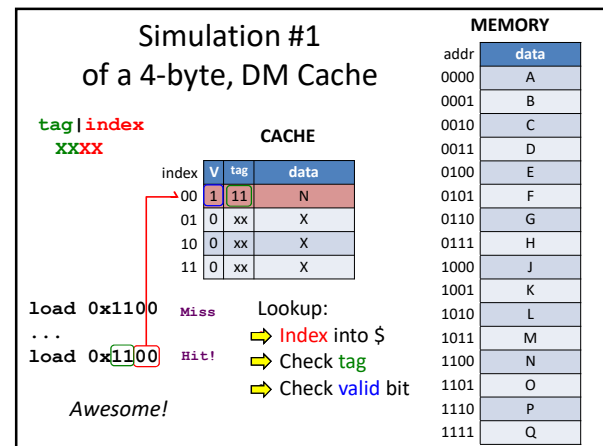 Simulation #1
of a 4-byte, DM Cache
tag|index
XXXX
CACHE
index V tag data
00 1 11 N
01 0 xx X
10 0 xx X
11 0 xx X
load 0x1100 Miss
...
load 0x1100 Hit!
Awesome!
Lookup:
Index into $
Check tag
Check valid bit
MEMORY
addr data
0000 A
0001 B
0010 C
0011 D
0100 E
0101 F
0110 G
0111 H
1000 J
1001 K
1010 L
1011 M
1100 N
1101 O
1110 P
1111 Q